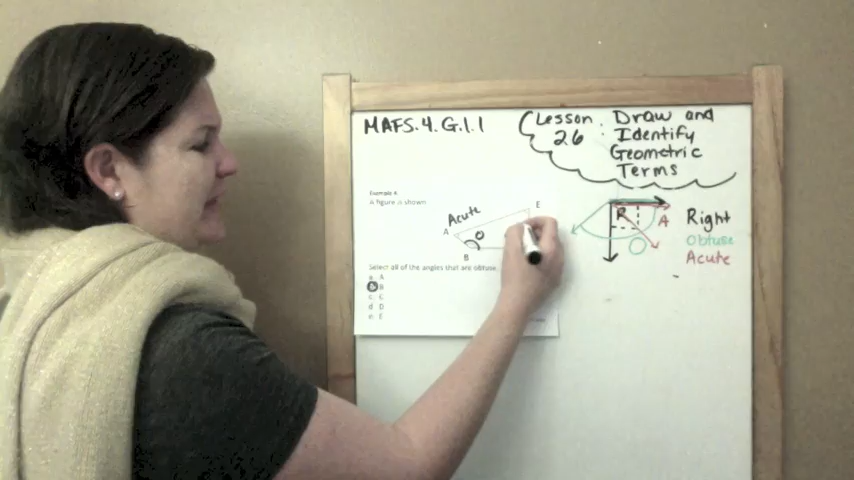 MAFS.4.G.1.1
Lesson : Draw and
26 : Identify
Geometric
Terms
Example 4
A figure is shown
Acute
E
A
O
B
Select all of the angles that are obtuse.
a. A
B
c. C
d. D
e. E
R
A
O
Right
Obtuse
Acute